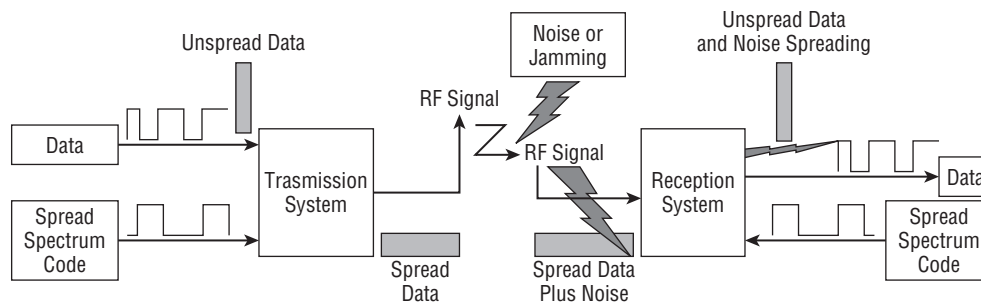 Unspread Data
Noise or
Jamming
Unspread Data
and Noise Spreading
RF Signal
Data
RF Signal
Trasmission
System
Reception
System
Data
Spread
Spectrum
Code
Spread
Data
Spread Data
Plus Noise
Spread
Spectrum
Code